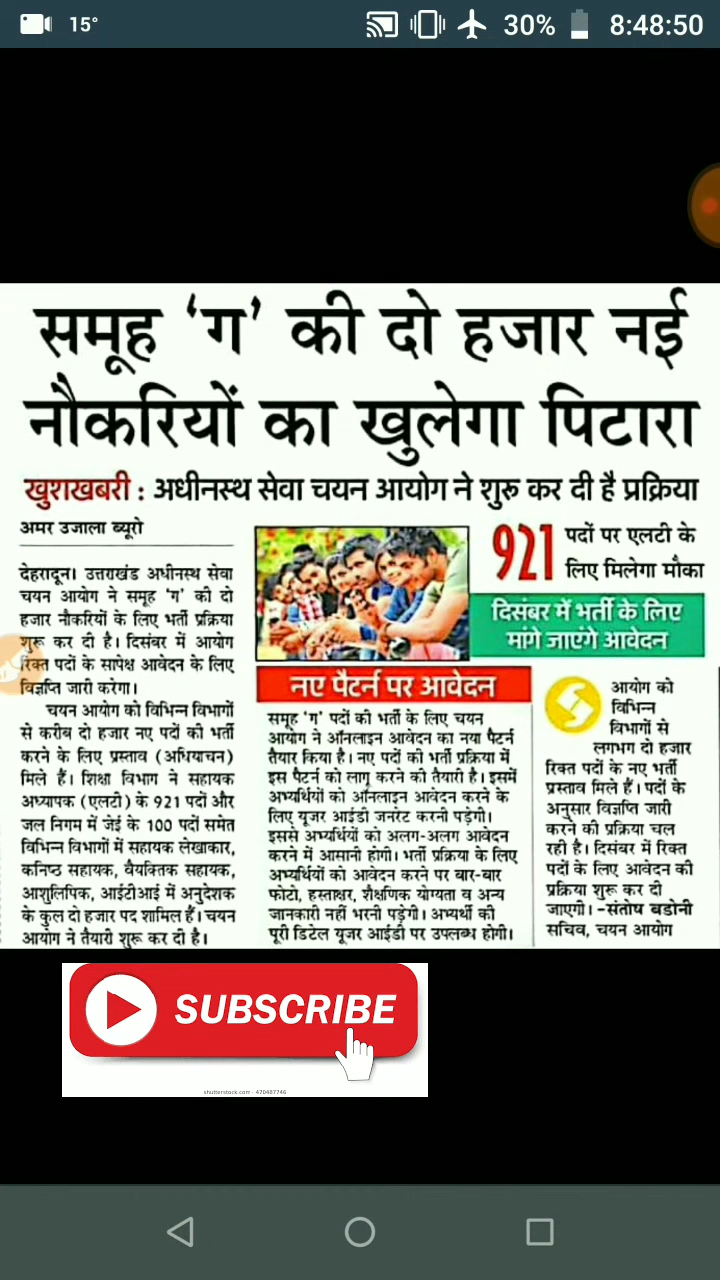 15°
30%
8:48:50
समूह ‘ग’ की दो हजार नई
नौकरियों का खुलेगा पिटारा
खुशखबरी : अधीनस्थ सेवा चयन आयोग ने शुरू कर दी है प्रक्रिया
अमर उजाला ब्यूरो
देहरादून। उत्तराखंड अधीनस्थ सेवा
चयन आयोग ने समूह ‘ग’ की दो
हजार नौकरियों के लिए भर्ती प्रक्रिया
शुरू कर दी है। दिसंबर में आयोग
रिक्त पदों के सापेक्ष आवेदन के लिए
विज्ञप्ति जारी करेगा।
चयन आयोग को विभिन्न विभागों
से करीब दो हजार नए पदों की भर्ती
करने के लिए प्रस्ताव (अधियाचन)
मिले हैं। शिक्षा विभाग ने सहायक
अध्यापक (एलटी) के 921 पदों और
जल निगम में जेई के 100 पदों समेत
विभिन्न विभागों में सहायक लेखाकार,
कनिष्ठ सहायक, वैयक्तिक सहायक,
आशुलिपिक, आईटीआई में अनुदेशक
के कुल दो हजार पद शामिल हैं। चयन
आयोग ने तैयारी शुरू कर दी है।
921 पदों पर एलटी के
लिए मिलेगा मौका
दिसंबर में भर्ती के लिए
मांगे जाएंगे आवेदन
नए पैटर्न पर आवेदन
समूह ‘ग’ पदों की भर्ती के लिए चयन
आयोग ने ऑनलाइन आवेदन का नया पैटर्न
तैयार किया है। नए पदों की भर्ती प्रक्रिया में
इस पैटर्न को लागू करने की तैयारी है। इसमें
अभ्यर्थियों को ऑनलाइन आवेदन करने के
लिए यूजर आईडी जनरेट करनी पड़ेगी।
इससे अभ्यर्थियों को अलग-अलग आवेदन
करने में आसानी होगी। भर्ती प्रक्रिया के लिए
अभ्यर्थियों को आवेदन करने पर बार-बार
फोटो, हस्ताक्षर, शैक्षणिक योग्यता व अन्य
जानकारी नहीं भरनी पड़ेगी। अभ्यर्थी की
पूरी डिटेल यूजर आईडी पर उपलब्ध होगी।
आयोग को
विभिन्न
विभागों से
लगभग दो हजार
रिक्त पदों के नए भर्ती
प्रस्ताव मिले हैं। पदों के
अनुसार विज्ञप्ति जारी
करने की प्रक्रिया चल
रही है। दिसंबर में रिक्त
पदों के लिए आवेदन की
प्रक्रिया शुरू कर दी
जाएगी। -संतोष बडोनी
सचिव, चयन आयोग
SUBSCRIBE
shutterstock.com · 470487746